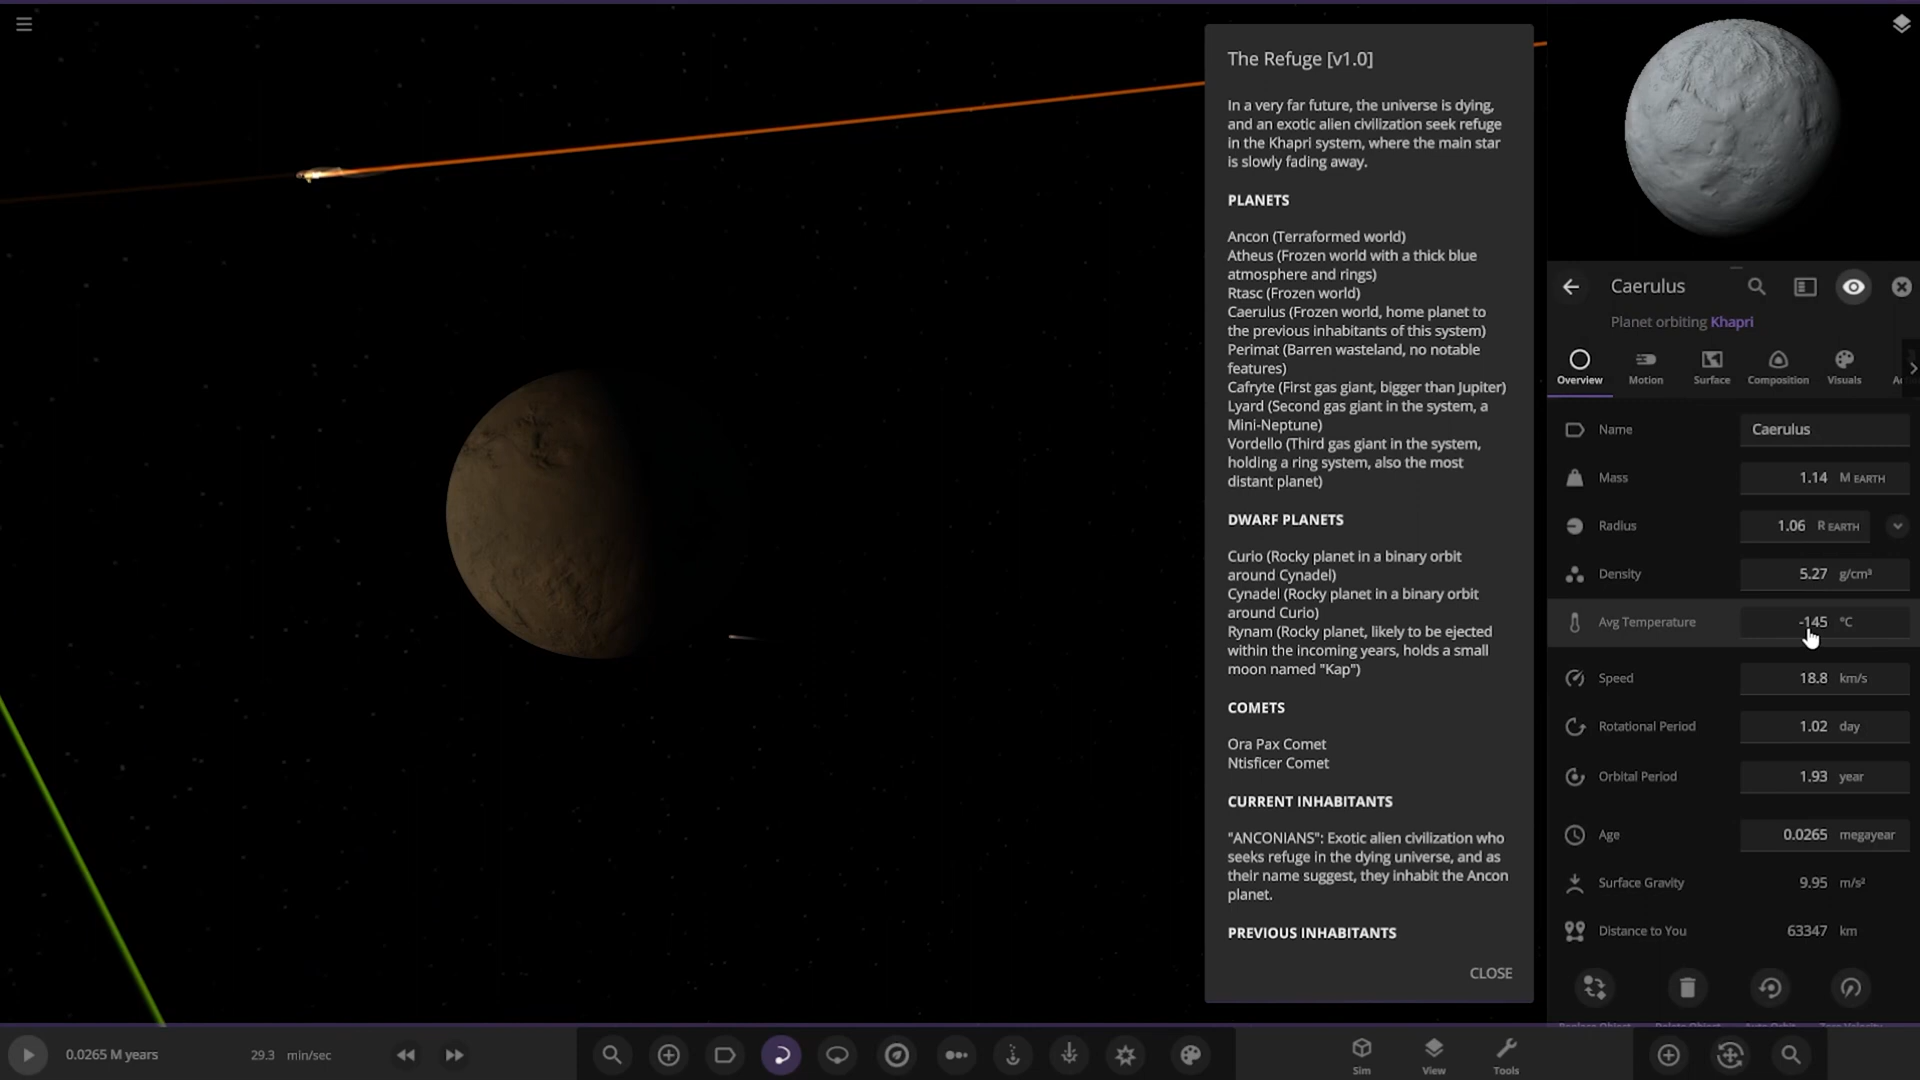 The Refuge [v1.0]
In a very far future, the universe is dying,
and an exotic alien civilization seek refuge
in the Khapri system, where the main star
is slowly fading away.
PLANETS
Ancon (Terraformed world)
Atheus (Frozen world with a thick blue
atmosphere and rings)
Rtasc (Frozen world)
Caerulus (Frozen world, home planet to
the previous inhabitants of this system)
Perimat (Barren wasteland, no notable
features)
Cafryte (First gas giant, bigger than Jupiter)
Lyard (Second gas giant in the system, a
Mini-Neptune)
Vordello (Third gas giant in the system,
holding a ring system, also the most
distant planet)
DWARF PLANETS
Curio (Rocky planet in a binary orbit
around Cynadel)
Cynadel (Rocky planet in a binary orbit
around Curio)
Rynam (Rocky planet, likely to be ejected
within the incoming years, holds a small
moon named "Kap")
COMETS
Ora Pax Comet
Ntisficer Comet
CURRENT INHABITANTS
"ANCONIANS": Exotic alien civilization who
seeks refuge in the dying universe, and as
their name suggest, they inhabit the Ancon
planet.
PREVIOUS INHABITANTS
CLOSE
Caerulus
Planet orbiting Khapri
Overview Motion Surface Composition Visuals
Name Caerulus
Mass 1.14 M EARTH
Radius 1.06 R EARTH
Density 5.27 g/cm³
Avg Temperature -145 °C
Speed 18.8 km/s
Rotational Period 1.02 day
Orbital Period 1.93 year
Age 0.0265 megayear
Surface Gravity 9.95 m/s²
Distance to You 63347 km
0.0265 M years 29.3 min/sec
Sim View Tools